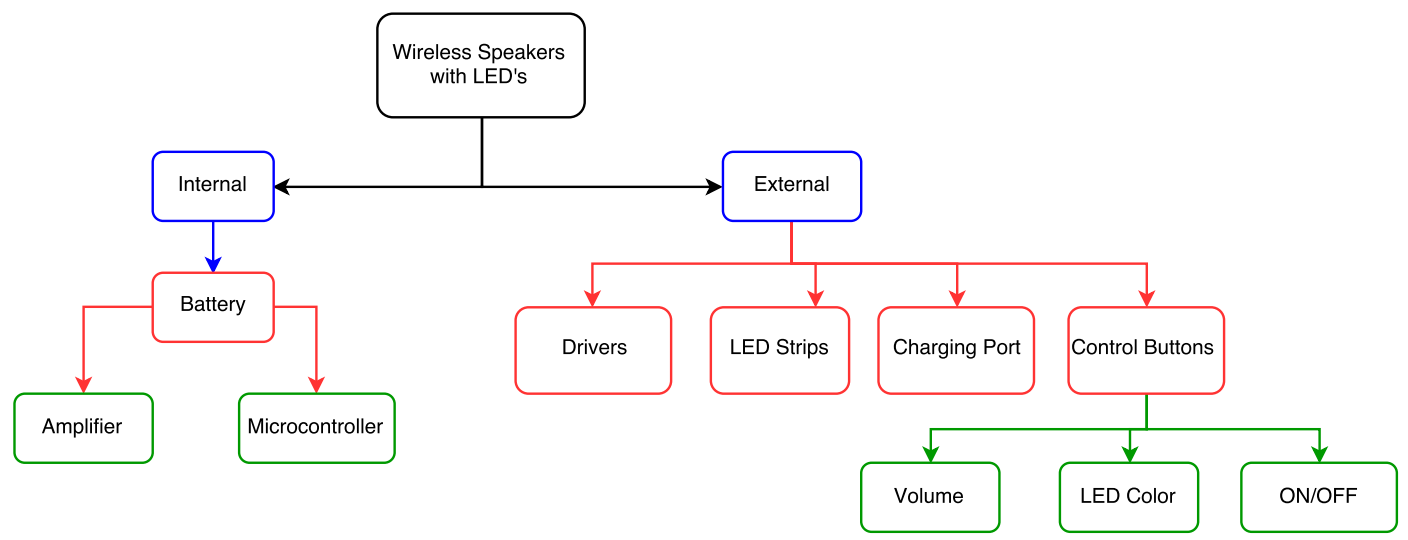 Wireless Speakers
with LED's
Internal
External
Battery
Drivers
LED Strips
Charging Port
Control Buttons
Amplifier
Microcontroller
Volume
LED Color
ON/OFF